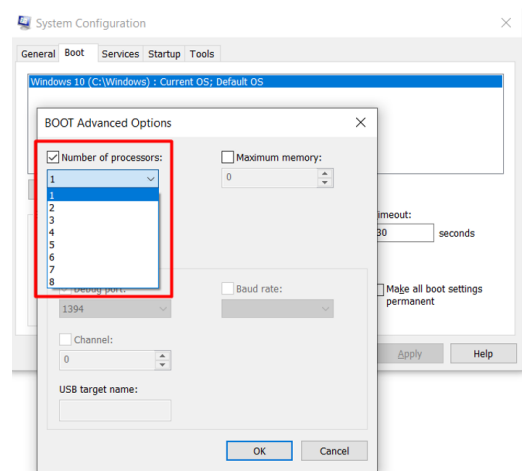 System Configuration
General Boot Services Startup Tools
Windows 10 (C:\Windows) : Current OS; Default OS
BOOT Advanced Options
Number of processors:
Maximum memory:
1
0
1
2
3
4
5
6
7
8
imeout:
30 seconds
Debug port:
Baud rate:
Make all boot settings
permanent
1394
Channel:
0
Apply Help
USB target name:
OK Cancel